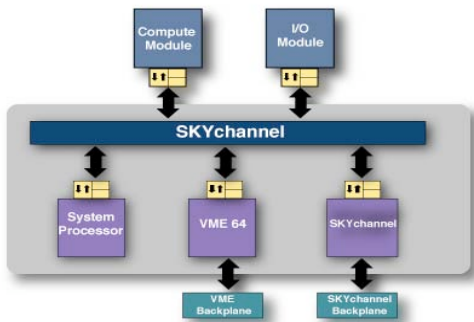 Compute
Module
I/O
Module
SKYchannel
System
Processor
VME 64
SKYchannel
VME
Backplane
SKYchannel
Backplane